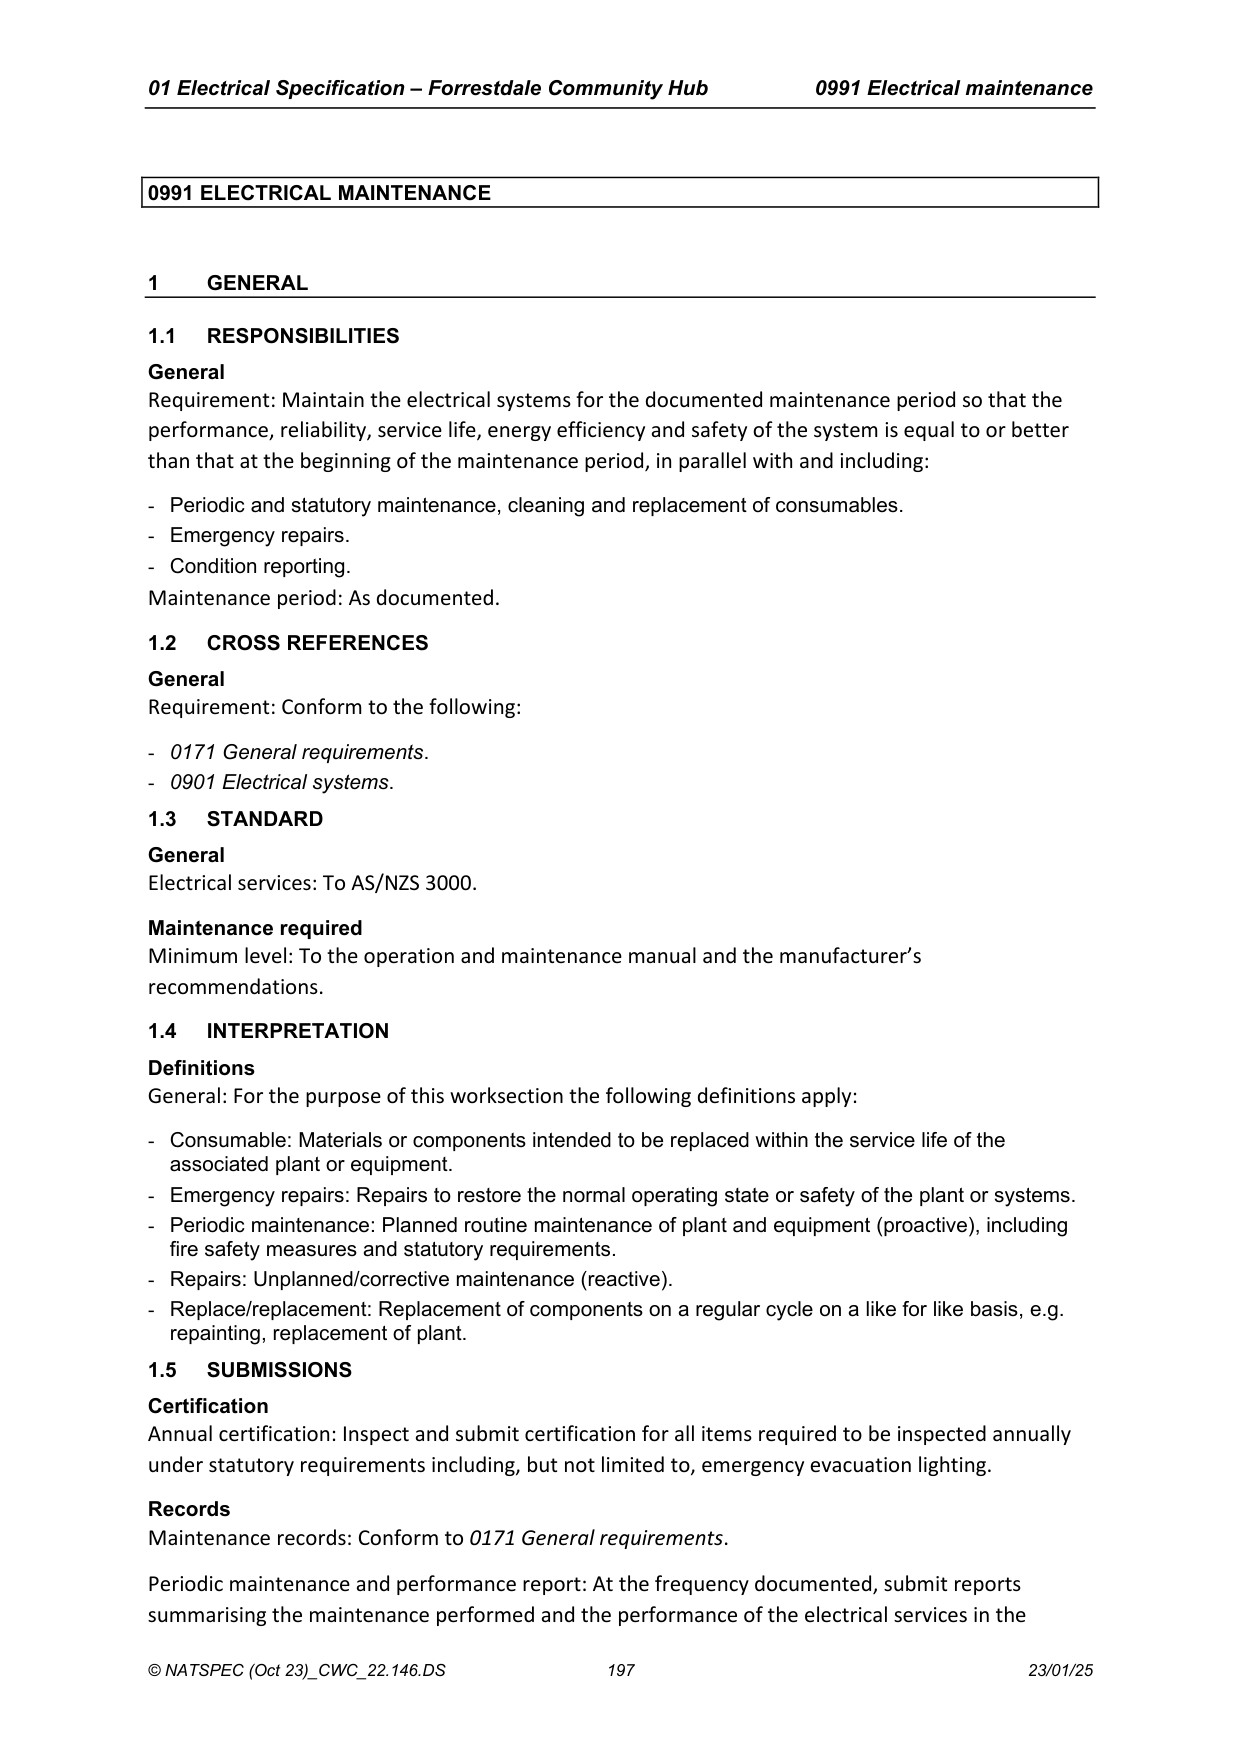 01 Electrical Specification – Forrestdale Community Hub 0991 Electrical maintenance
0991 ELECTRICAL MAINTENANCE
1 GENERAL
1.1 RESPONSIBILITIES
General
Requirement: Maintain the electrical systems for the documented maintenance period so that the
performance, reliability, service life, energy efficiency and safety of the system is equal to or better
than that at the beginning of the maintenance period, in parallel with and including:
- Periodic and statutory maintenance, cleaning and replacement of consumables.
- Emergency repairs.
- Condition reporting.
Maintenance period: As documented.
1.2 CROSS REFERENCES
General
Requirement: Conform to the following:
- 0171 General requirements.
- 0901 Electrical systems.
1.3 STANDARD
General
Electrical services: To AS/NZS 3000.
Maintenance required
Minimum level: To the operation and maintenance manual and the manufacturer’s
recommendations.
1.4 INTERPRETATION
Definitions
General: For the purpose of this worksection the following definitions apply:
- Consumable: Materials or components intended to be replaced within the service life of the
associated plant or equipment.
- Emergency repairs: Repairs to restore the normal operating state or safety of the plant or systems.
- Periodic maintenance: Planned routine maintenance of plant and equipment (proactive), including
fire safety measures and statutory requirements.
- Repairs: Unplanned/corrective maintenance (reactive).
- Replace/replacement: Replacement of components on a regular cycle on a like for like basis, e.g.
repainting, replacement of plant.
1.5 SUBMISSIONS
Certification
Annual certification: Inspect and submit certification for all items required to be inspected annually
under statutory requirements including, but not limited to, emergency evacuation lighting.
Records
Maintenance records: Conform to 0171 General requirements.
Periodic maintenance and performance report: At the frequency documented, submit reports
summarising the maintenance performed and the performance of the electrical services in the
© NATSPEC (Oct 23)_CWC_22.146.DS 197 23/01/25